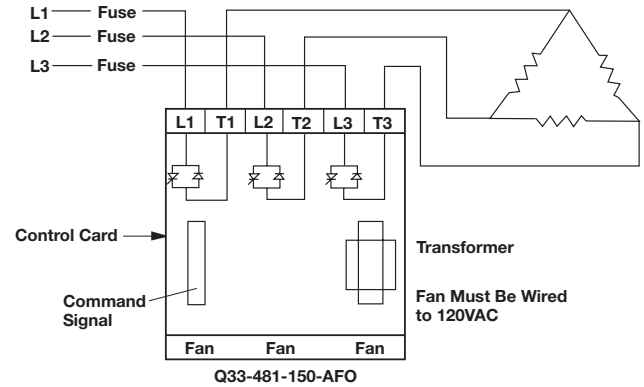 L1 Fuse
L2 Fuse
L3 Fuse
L1 T1 L2 T2 L3 T3
Control Card
Transformer
Command
Signal
Fan Must Be Wired
to 120VAC
Fan Fan Fan
Q33-481-150-AFO